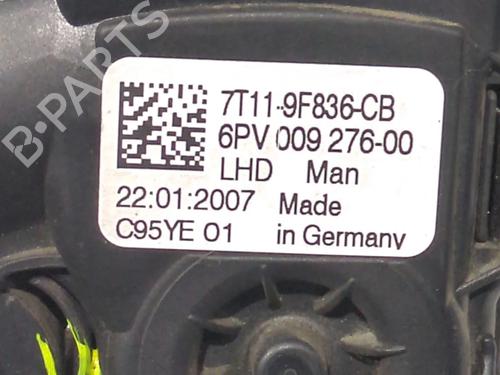 B-PARTS
7T11-9F836-CB
6PV 009 276-00
LHD Man
22:01:2007 Made
C95YE 01 in Germany